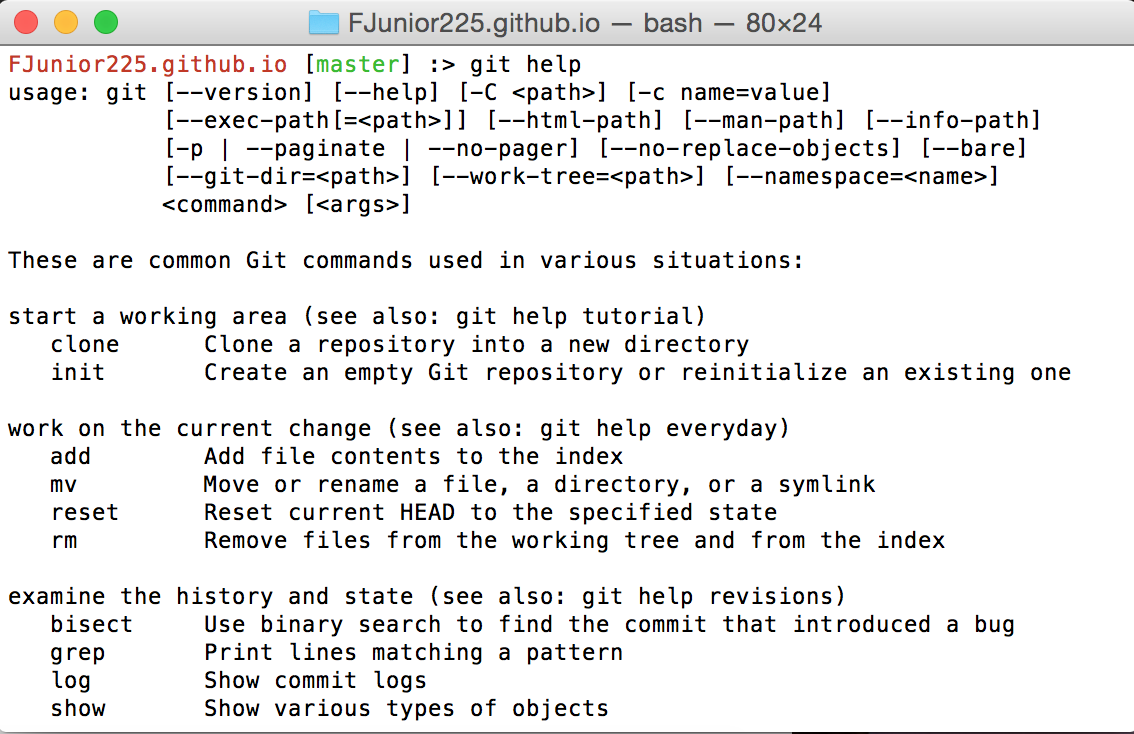 FJunior225.github.io — bash — 80×24
FJunior225.github.io [master] :> git help
usage: git [--version] [--help] [-C <path>] [-c name=value]
           [--exec-path[=<path>]] [--html-path] [--man-path] [--info-path]
           [-p | --paginate | --no-pager] [--no-replace-objects] [--bare]
           [--git-dir=<path>] [--work-tree=<path>] [--namespace=<name>]
           <command> [<args>]

These are common Git commands used in various situations:

start a working area (see also: git help tutorial)
   clone      Clone a repository into a new directory
   init       Create an empty Git repository or reinitialize an existing one

work on the current change (see also: git help everyday)
   add        Add file contents to the index
   mv         Move or rename a file, a directory, or a symlink
   reset      Reset current HEAD to the specified state
   rm         Remove files from the working tree and from the index

examine the history and state (see also: git help revisions)
   bisect     Use binary search to find the commit that introduced a bug
   grep       Print lines matching a pattern
   log        Show commit logs
   show       Show various types of objects